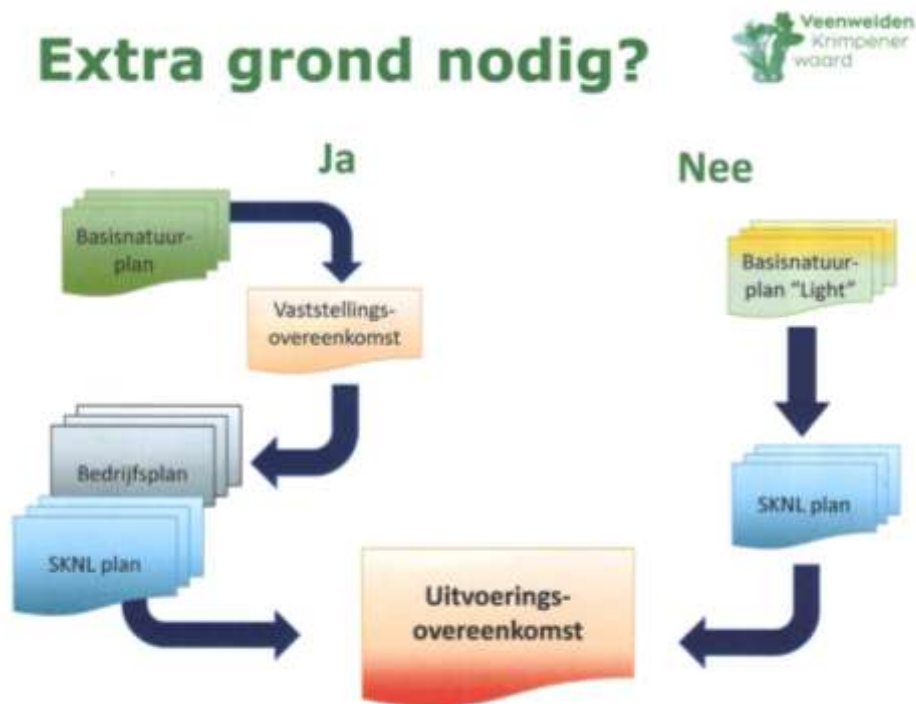 Extra grond nodig?
Veenweiden
Krimpener
waard
Ja
Nee
Basisnatuur-
plan
Vaststellings-
overeenkomst
Bedrijfsplan
SKNL plan
Basisnatuur-
plan "Light"
SKNL plan
Uitvoerings-
overeenkomst